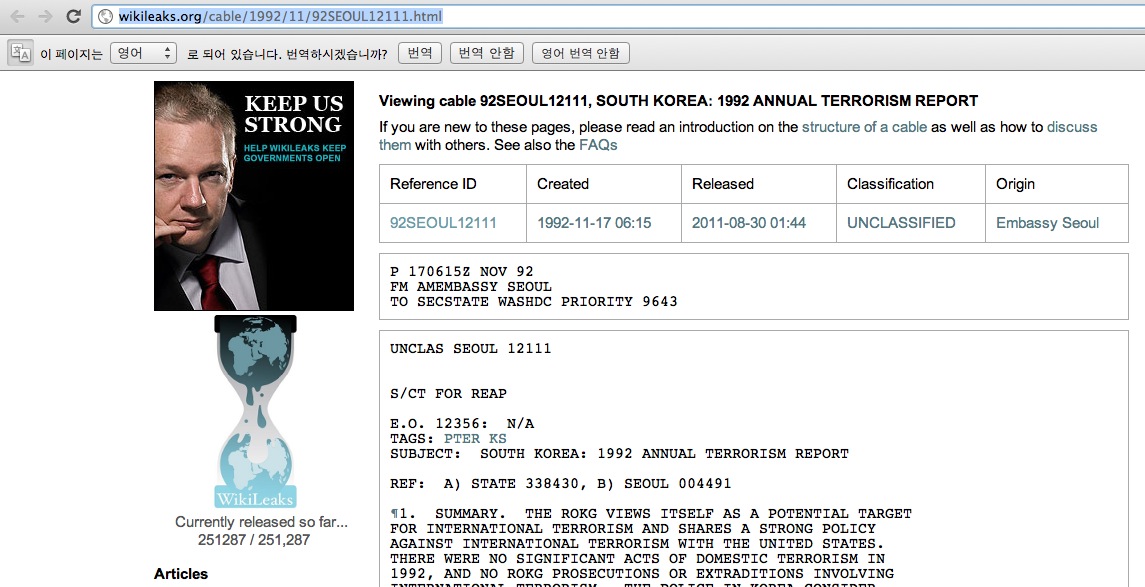 wikileaks.org/cable/1992/11/92SEOUL12111.html
이 페이지는 영어 로 되어 있습니다. 번역하시겠습니까? 번역 번역 안함 영어 번역 안함
KEEP US
STRONG
HELP WIKILEAKS KEEP
GOVERNMENTS OPEN
WikiLeaks
Currently released so far...
251287 / 251,287
Articles
Viewing cable 92SEOUL12111, SOUTH KOREA: 1992 ANNUAL TERRORISM REPORT
If you are new to these pages, please read an introduction on the structure of a cable as well as how to discuss
them with others. See also the FAQs
Reference ID Created Released Classification Origin
92SEOUL12111 1992-11-17 06:15 2011-08-30 01:44 UNCLASSIFIED Embassy Seoul
P 170615Z NOV 92
FM AMEMBASSY SEOUL
TO SECSTATE WASHDC PRIORITY 9643
UNCLAS SEOUL 12111
S/CT FOR REAP
E.O. 12356: N/A
TAGS: PTER KS
SUBJECT: SOUTH KOREA: 1992 ANNUAL TERRORISM REPORT
REF: A) STATE 338430, B) SEOUL 004491
¶1. SUMMARY. THE ROKG VIEWS ITSELF AS A POTENTIAL TARGET
FOR INTERNATIONAL TERRORISM AND SHARES A STRONG POLICY
AGAINST INTERNATIONAL TERRORISM WITH THE UNITED STATES.
THERE WERE NO SIGNIFICANT ACTS OF DOMESTIC TERRORISM IN
1992, AND NO ROKG PROSECUTIONS OR EXTRADITIONS INVOLVING
INTERNATIONAL TERRORISM. THE POLICE IN KOREA CONSIDER